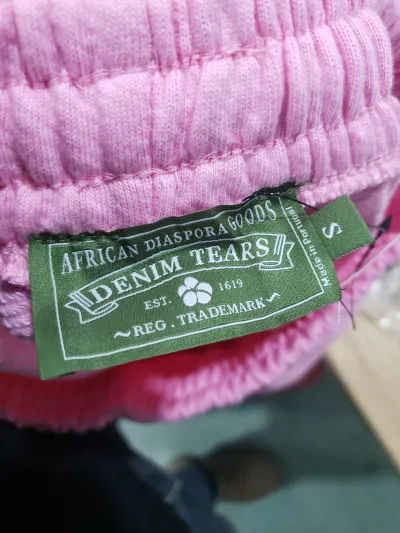 AFRICAN DIASPORA GOODS
DENIM TEARS
EST. 1619
~REG. TRADEMARK~
Made in Portugal
S